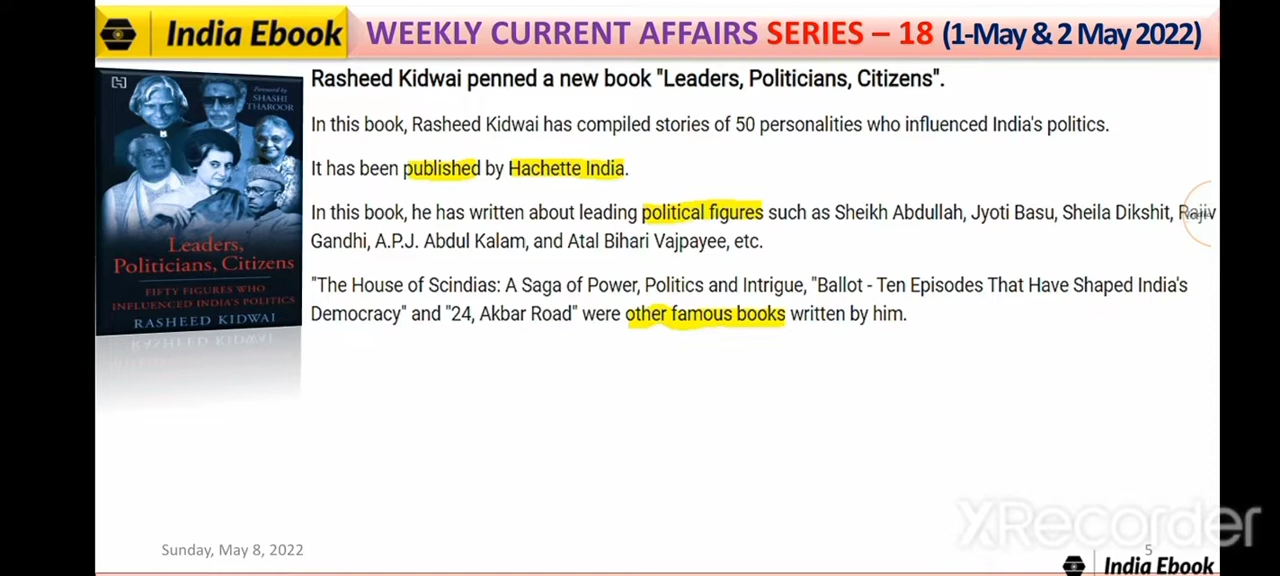 India Ebook
WEEKLY CURRENT AFFAIRS SERIES – 18 (1-May & 2 May 2022)
Foreword by
SHASHI
THAROOR
Leaders,
Politicians, Citizens
FIFTY FIGURES WHO
INFLUENCED INDIA'S POLITICS
RASHEED KIDWAI
Rasheed Kidwai penned a new book "Leaders, Politicians, Citizens".
In this book, Rasheed Kidwai has compiled stories of 50 personalities who influenced India's politics.
It has been published by Hachette India.
In this book, he has written about leading political figures such as Sheikh Abdullah, Jyoti Basu, Sheila Dikshit, Rajiv
Gandhi, A.P.J. Abdul Kalam, and Atal Bihari Vajpayee, etc.
"The House of Scindias: A Saga of Power, Politics and Intrigue, "Ballot - Ten Episodes That Have Shaped India's
Democracy" and "24, Akbar Road" were other famous books written by him.
XRecorder
Sunday, May 8, 2022
5
India Ebook